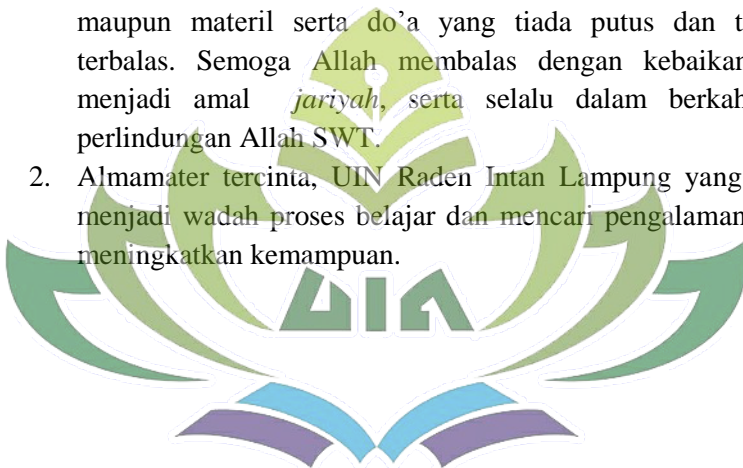 maupun materil serta do'a yang tiada putus dan t
terbalas. Semoga Allah membalas dengan kebaikan
menjadi amal jariyah, serta selalu dalam berkah
perlindungan Allah SWT.
2. Almamater tercinta, UIN Raden Intan Lampung yang
menjadi wadah proses belajar dan mencari pengalaman
meningkatkan kemampuan.
UIN